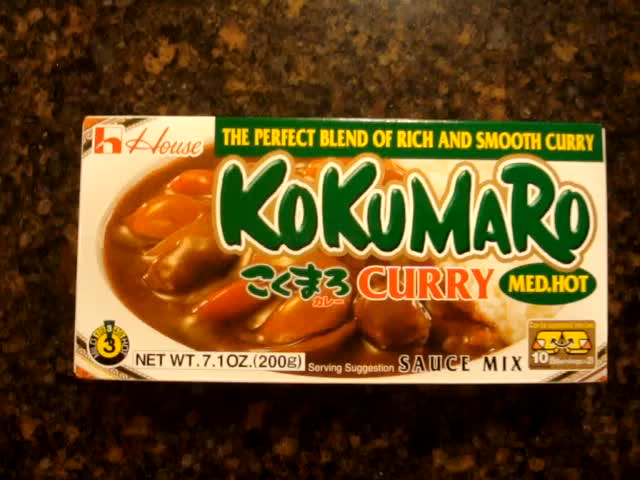 House
THE PERFECT BLEND OF RICH AND SMOOTH CURRY
KOKUMARO
こくまろ CURRY MED.HOT
カレー
3
3
NET WT. 7.1OZ.(200g) Serving Suggestion SAUCE MIX
10